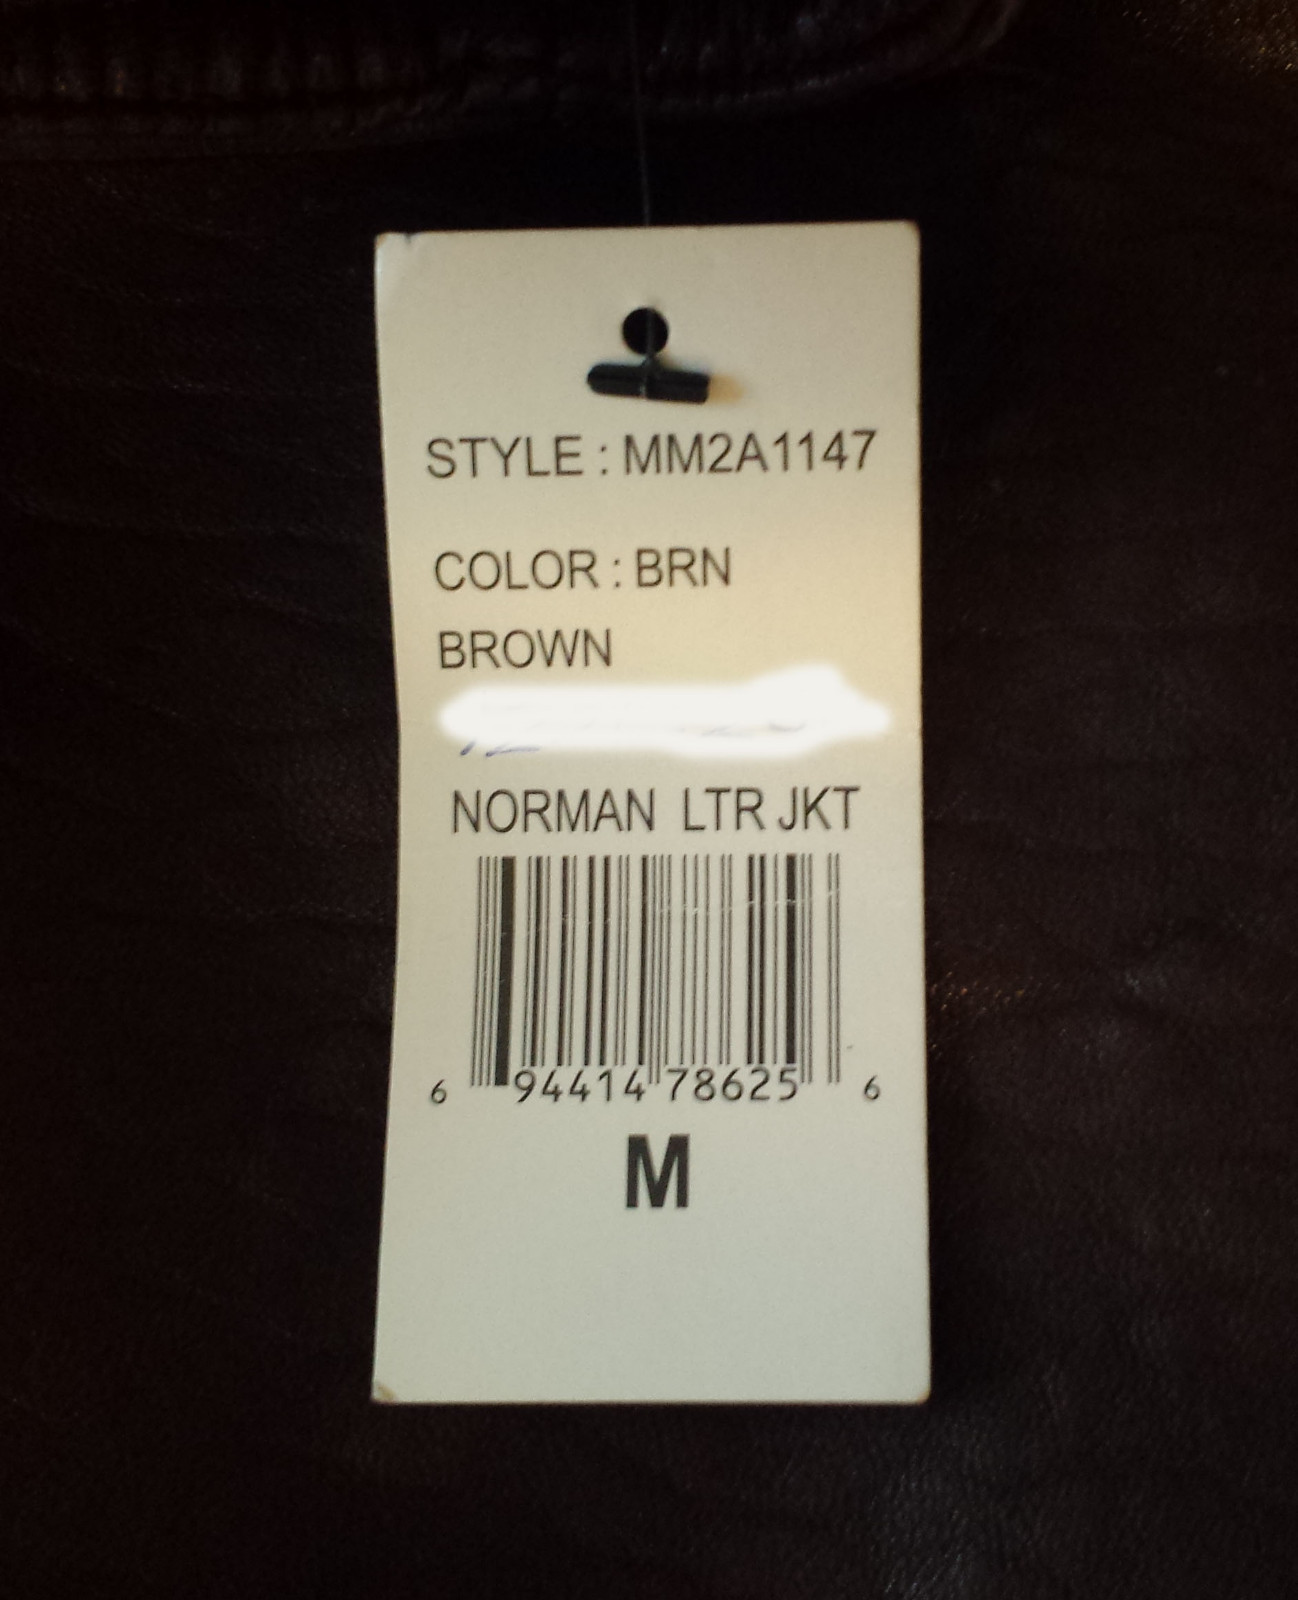 STYLE : MM2A1147
COLOR : BRN
BROWN
NORMAN LTR JKT
6 94414 78625 6
M